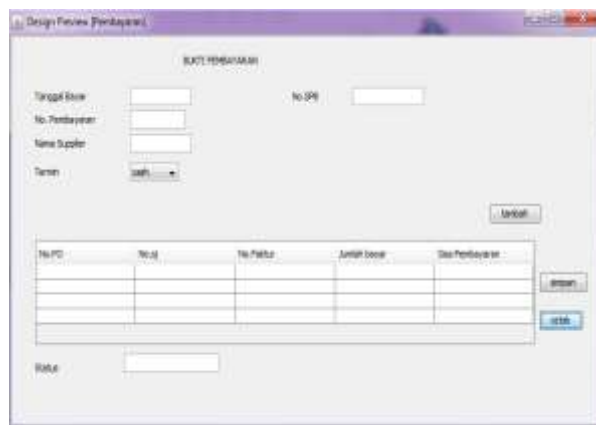 Design Preview [Pembayaran]
BUKTI PEMBAYARAN
Tanggal Bayar No.SPB
No. Pembayaran
Nama Supplier
Termin cash
tambah
No.PO No.sj No.Faktur Jumlah bayar Sisa Pembayaran
simpan
cetak
Status